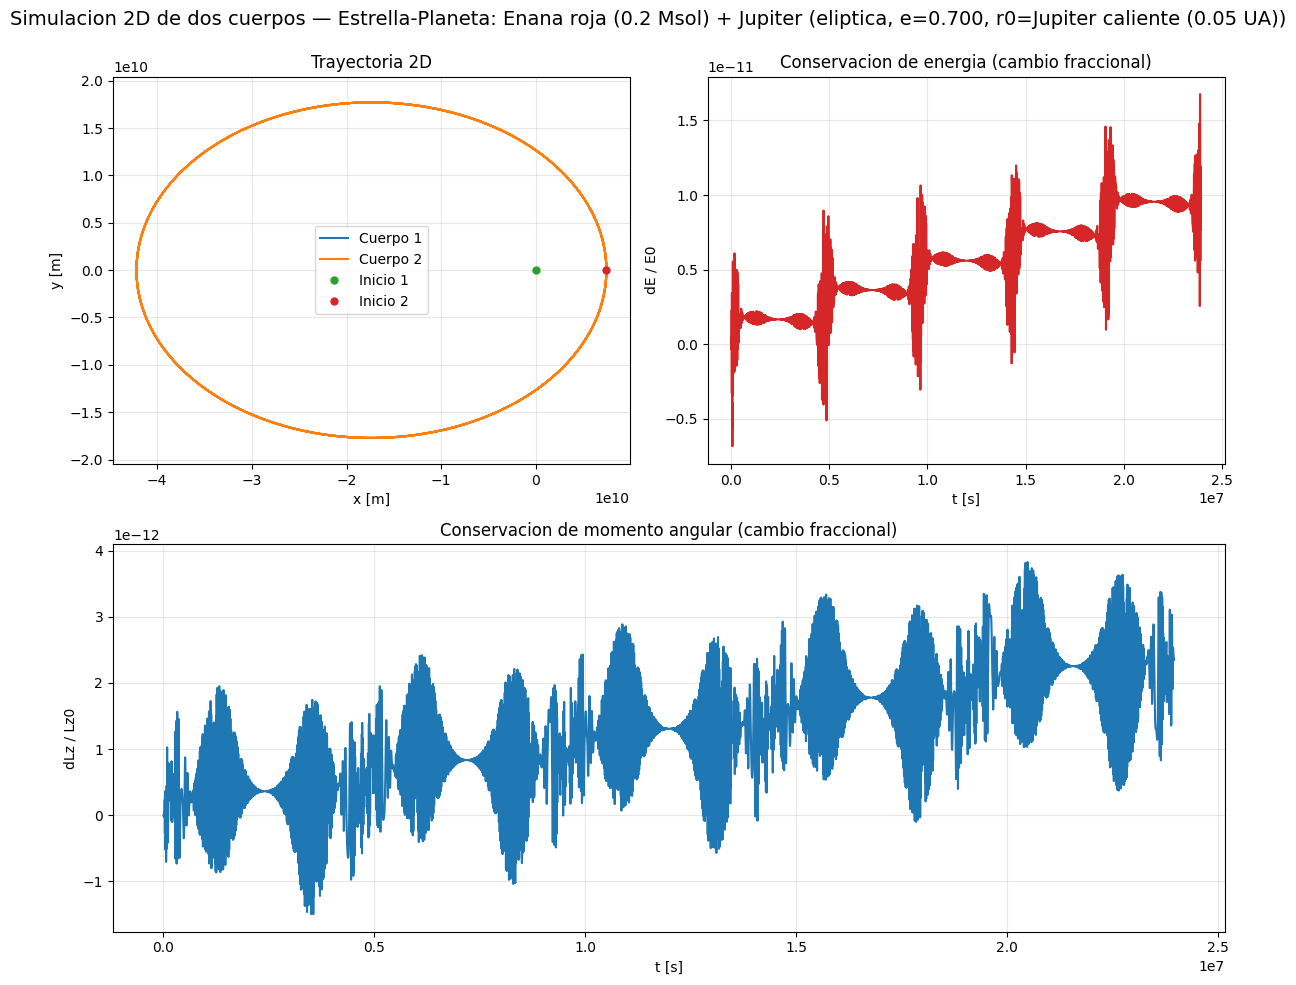 Simulacion 2D de dos cuerpos — Estrella-Planeta: Enana roja (0.2 Msol) + Jupiter (eliptica, e=0.700, r0=Jupiter caliente (0.05 UA))
Trayectoria 2D
1e10
2.0
1.5
1.0
0.5
0.0
−0.5
−1.0
−1.5
−2.0
y [m]
Cuerpo 1
Cuerpo 2
Inicio 1
Inicio 2
−4
−3
−2
−1
0
x [m]
1e10
Conservacion de energia (cambio fraccional)
1e−11
1.5
1.0
0.5
0.0
−0.5
dE / E0
0.0
0.5
1.0
1.5
2.0
2.5
t [s]
1e7
Conservacion de momento angular (cambio fraccional)
1e−12
4
3
2
1
0
−1
dLz / Lz0
0.0
0.5
1.0
1.5
2.0
2.5
t [s]
1e7